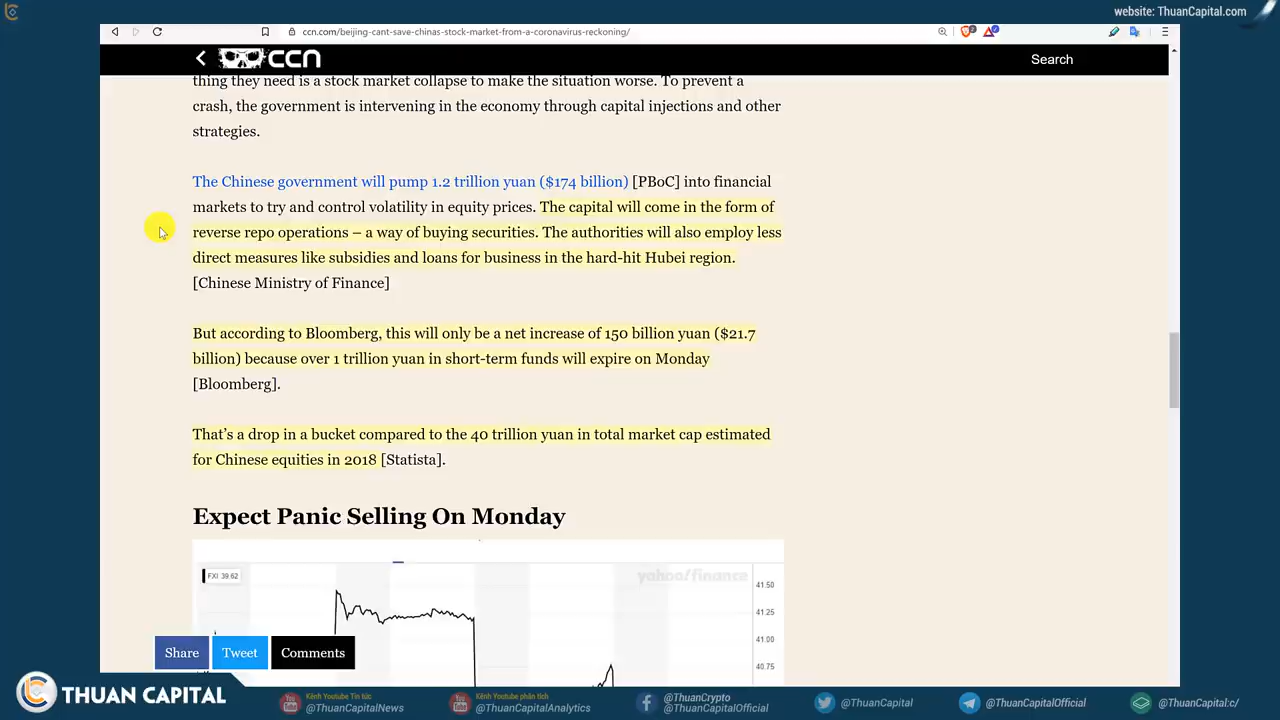 website: ThuanCapital.com
ccn.com/beijing-cant-save-chinas-stock-market-from-a-coronavirus-reckoning/
ccn
Search
thing they need is a stock market collapse to make the situation worse. To prevent a
crash, the government is intervening in the economy through capital injections and other
strategies.
The Chinese government will pump 1.2 trillion yuan ($174 billion) [PBoC] into financial
markets to try and control volatility in equity prices. The capital will come in the form of
reverse repo operations – a way of buying securities. The authorities will also employ less
direct measures like subsidies and loans for business in the hard-hit Hubei region.
[Chinese Ministry of Finance]
But according to Bloomberg, this will only be a net increase of 150 billion yuan ($21.7
billion) because over 1 trillion yuan in short-term funds will expire on Monday
[Bloomberg].
That's a drop in a bucket compared to the 40 trillion yuan in total market cap estimated
for Chinese equities in 2018 [Statista].
Expect Panic Selling On Monday
FXI 39.62
yahoo!finance
41.50
41.25
41.00
40.75
Share
Tweet
Comments
THUAN CAPITAL
Kênh Youtube Tin tức
@ThuanCapitalNews
Kênh Youtube phân tích
@ThuanCapitalAnalytics
@ThuanCrypto
@ThuanCapitalOfficial
@ThuanCapital
@ThuanCapitalOfficial
@ThuanCapital:c/